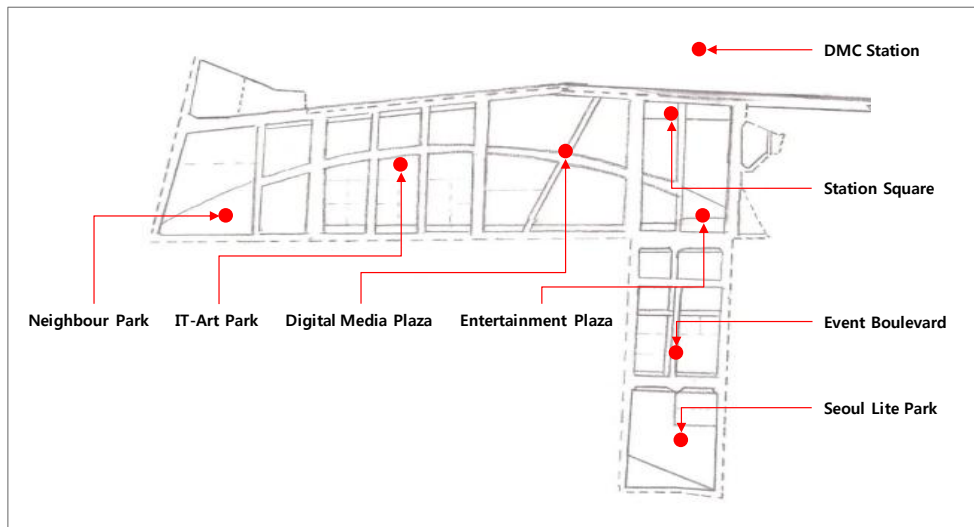 DMC Station
Station Square
Neighbour Park
IT-Art Park
Digital Media Plaza
Entertainment Plaza
Event Boulevard
Seoul Lite Park